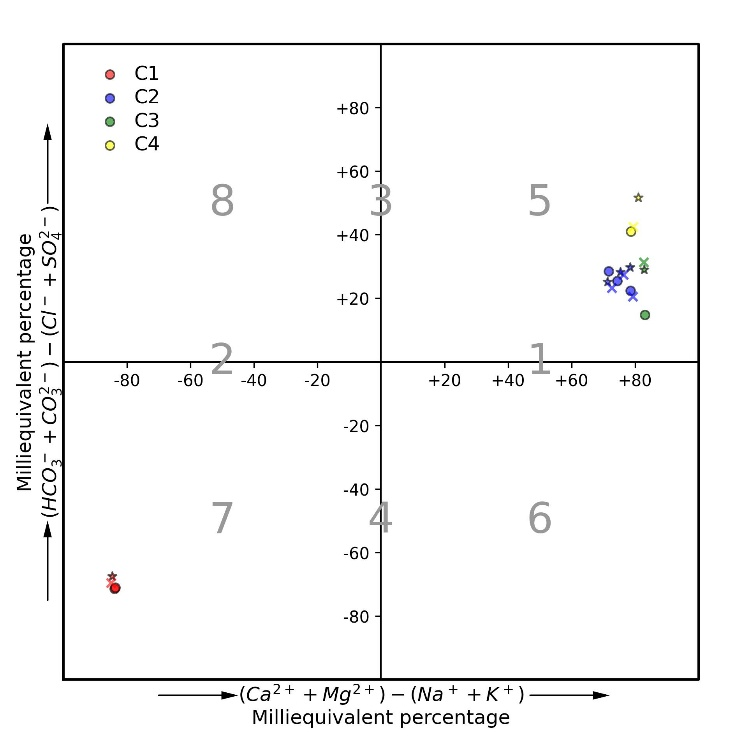 C1
C2
C3
C4
+80
+60
8 3 5
+40
+20
2 1
-80 -60 -40 -20 +20 +40 +60 +80
-20
-40
7 4 6
-60
-80
Milliequivalent percentage
(HCO₃⁻ + CO₃²⁻) − (Cl⁻ + SO₄²⁻)
(Ca²⁺ + Mg²⁺) − (Na⁺ + K⁺)
Milliequivalent percentage